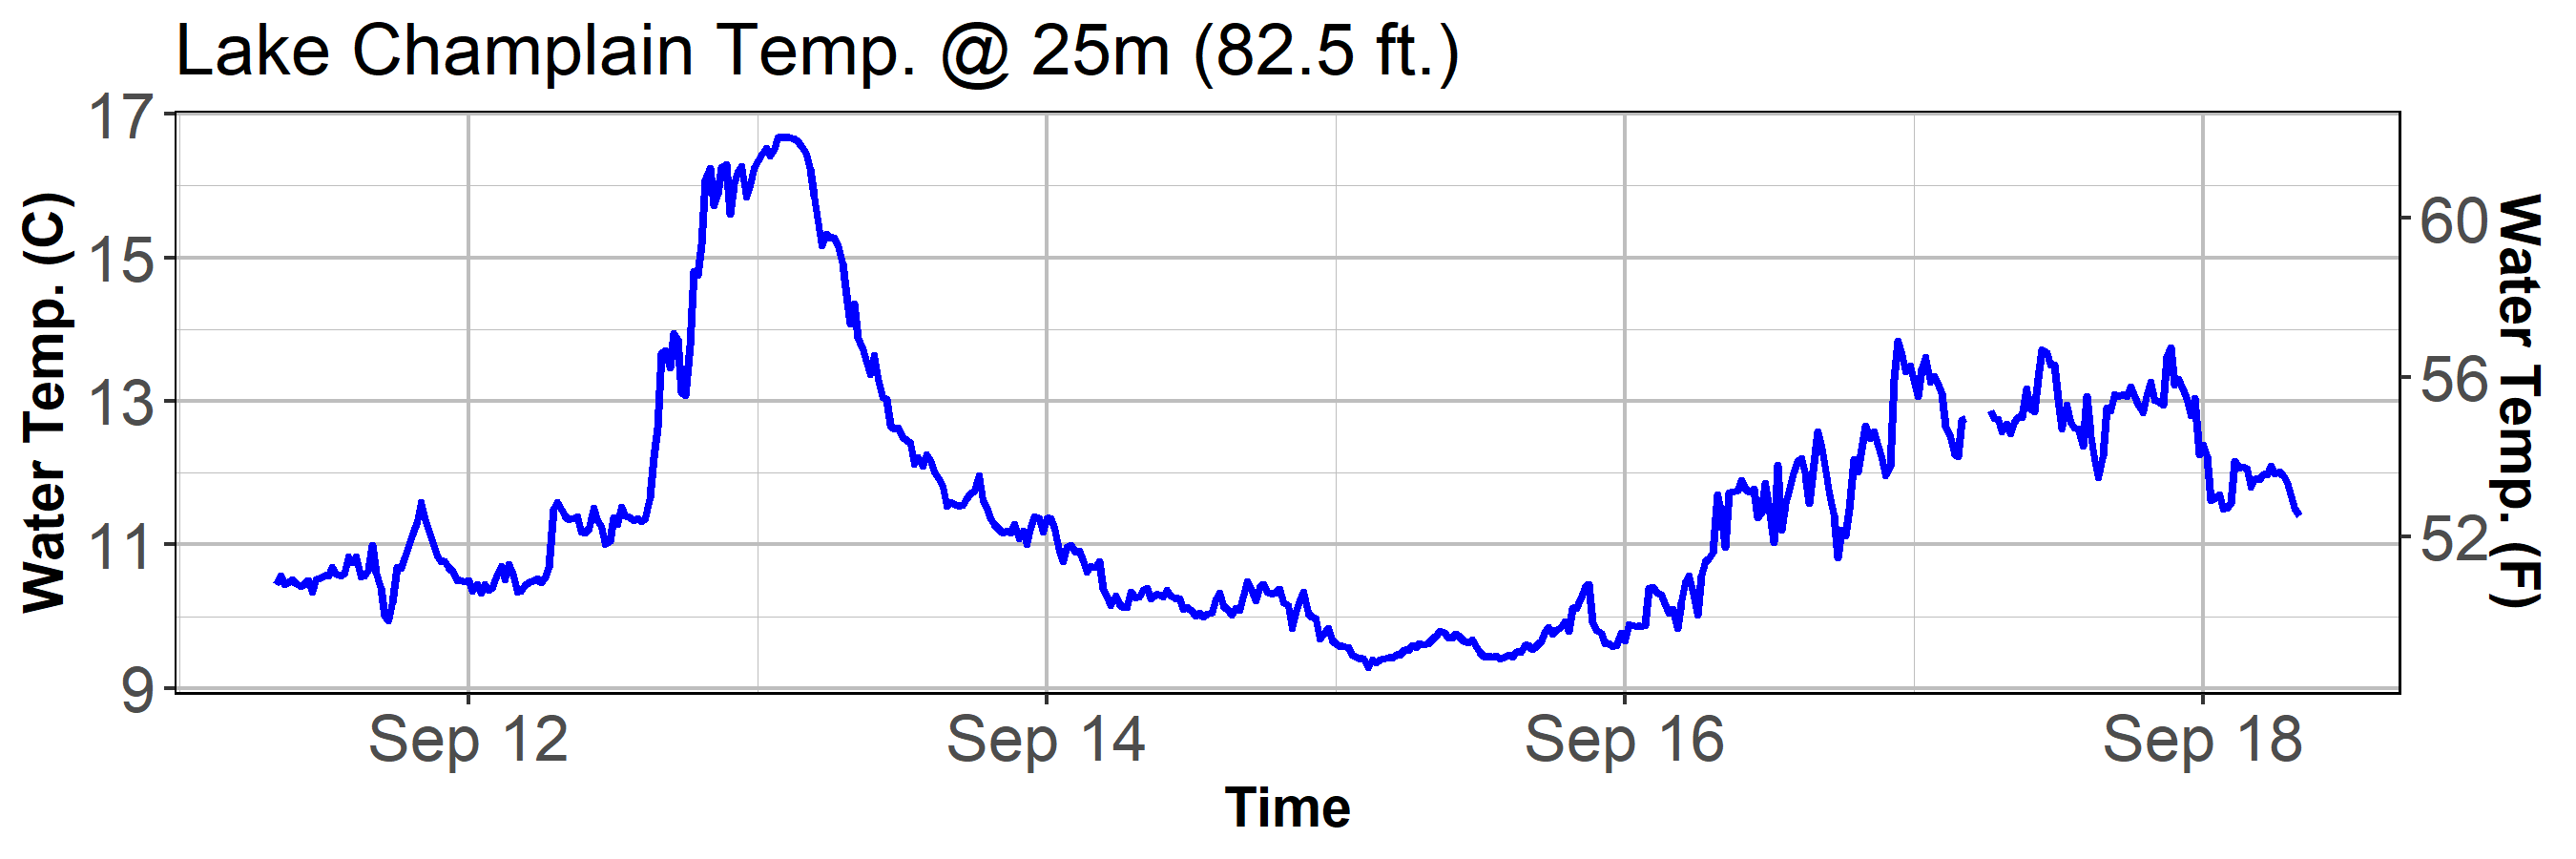 Lake Champlain Temp. @ 25m (82.5 ft.)
Water Temp. (C)
17
15
13
11
9
60
56
52
Water Temp. (F)
Sep 12
Sep 14
Sep 16
Sep 18
Time